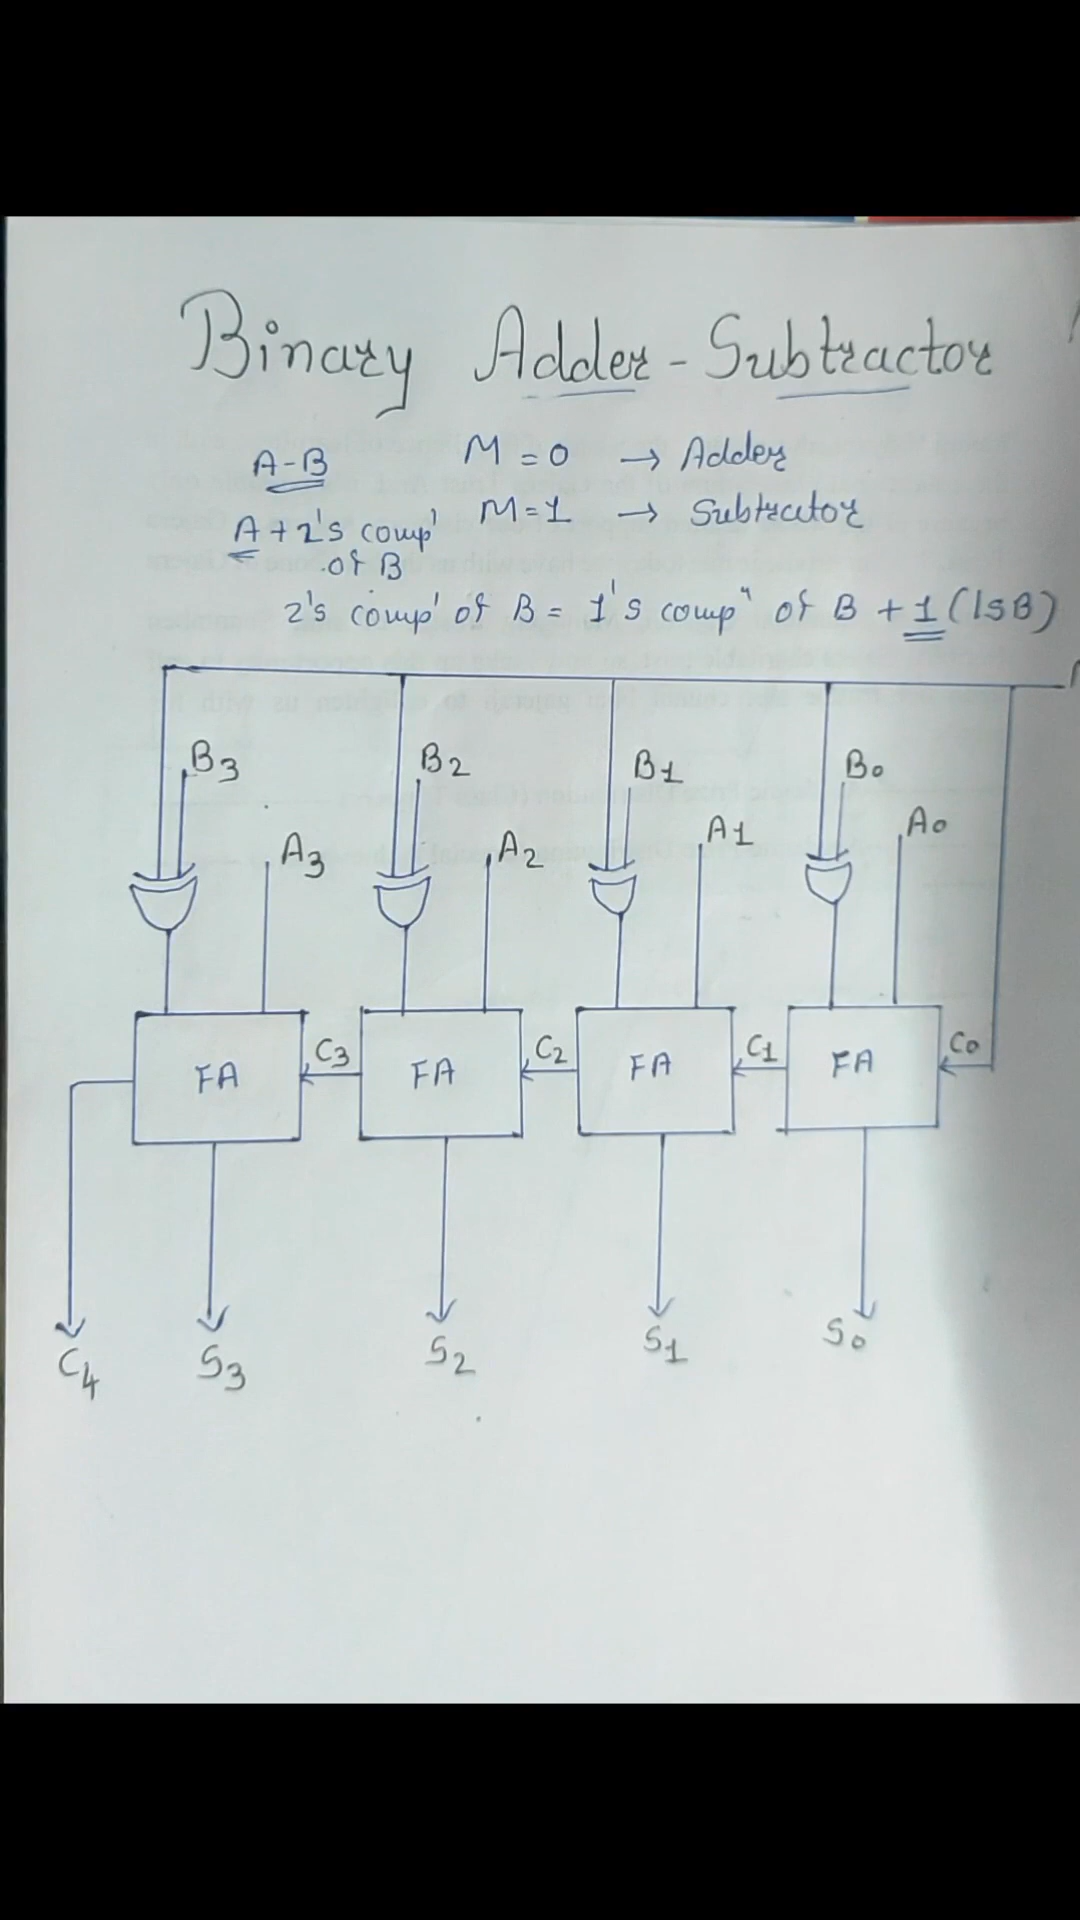 Binary Adder-Subtractor
A-B M=0 → Adder
A+2's comp' M=1 → Subtrator
of B
2's comp' of B = 1's comp" of B + 1 (LSB)
B3 B2 B1 B0
A3 A2 A1 A0
FA C3 FA C2 FA C1 FA C0
C4 S3 S2 S1 S0